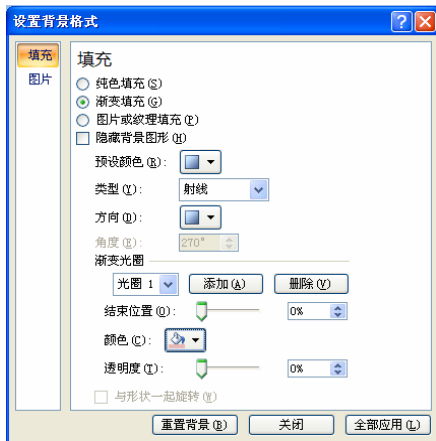 设置背景格式
填充
图片
填充
纯色填充(S)
渐变填充(G)
图片或纹理填充(P)
隐藏背景图形(H)
预设颜色(R):
类型(Y): 射线
方向(D):
角度(E): 270°
渐变光圈
光圈 1 添加(A) 删除(V)
结束位置(O): 0%
颜色(C):
透明度(T): 0%
与形状一起旋转(W)
重置背景(B) 关闭 全部应用(L)